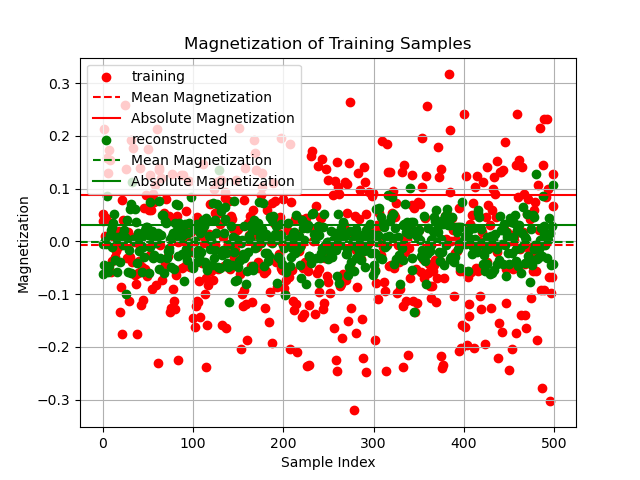 Magnetization of Training Samples
training
Mean Magnetization
Absolute Magnetization
reconstructed
Mean Magnetization
Absolute Magnetization
Magnetization
0.3
0.2
0.1
0.0
−0.1
−0.2
−0.3
0 100 200 300 400 500
Sample Index